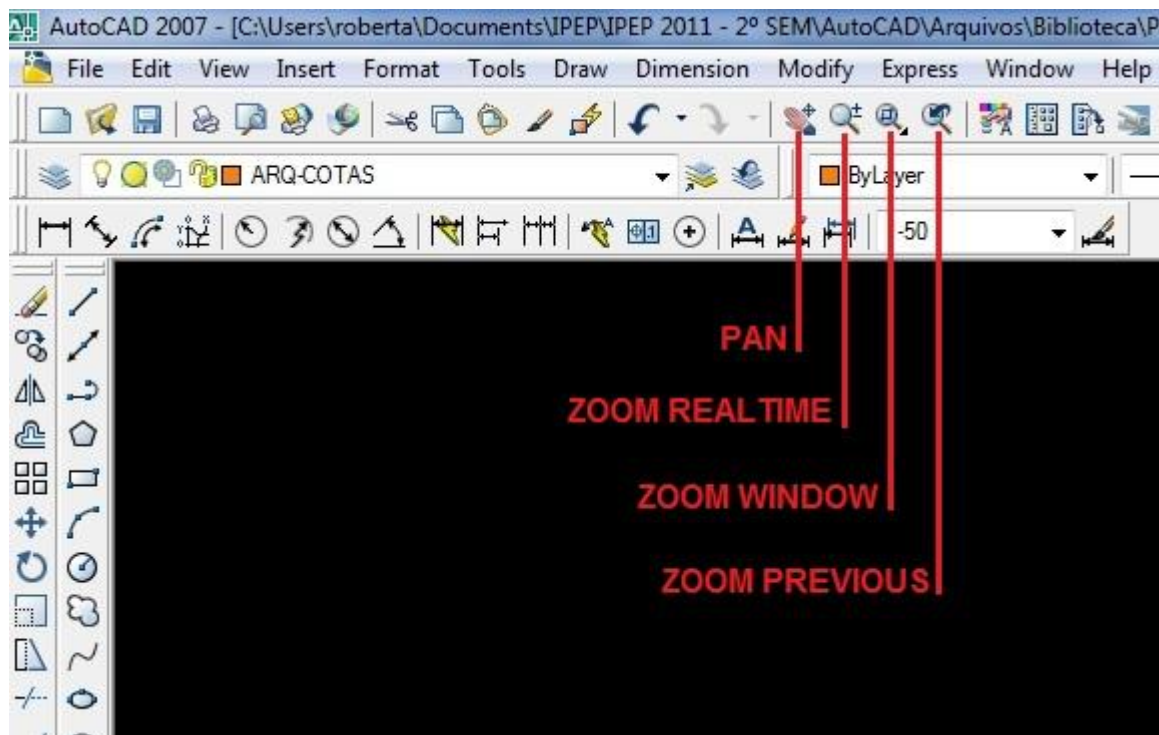 AutoCAD 2007 - [C:\Users\roberta\Documents\IPEP\IPEP 2011 - 2º SEM\AutoCAD\Arquivos\Biblioteca\P
File Edit View Insert Format Tools Draw Dimension Modify Express Window Help
ARQ-COTAS ByLayer
-50
PAN
ZOOM REALTIME
ZOOM WINDOW
ZOOM PREVIOUS